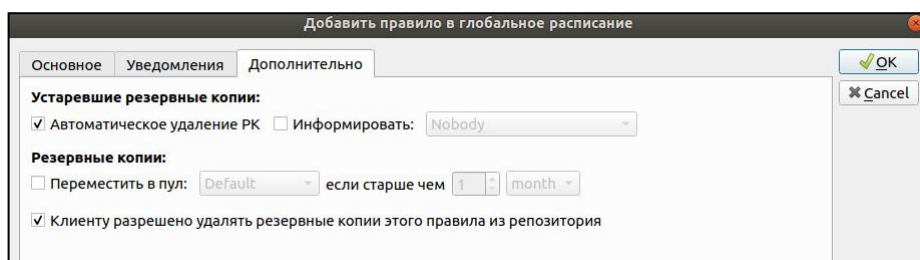 Добавить правило в глобальное расписание
Основное Уведомления Дополнительно
OK
Cancel
Устаревшие резервные копии:
Автоматическое удаление РК Информировать: Nobody
Резервные копии:
Переместить в пул: Default если старше чем 1 month
Клиенту разрешено удалять резервные копии этого правила из репозитория